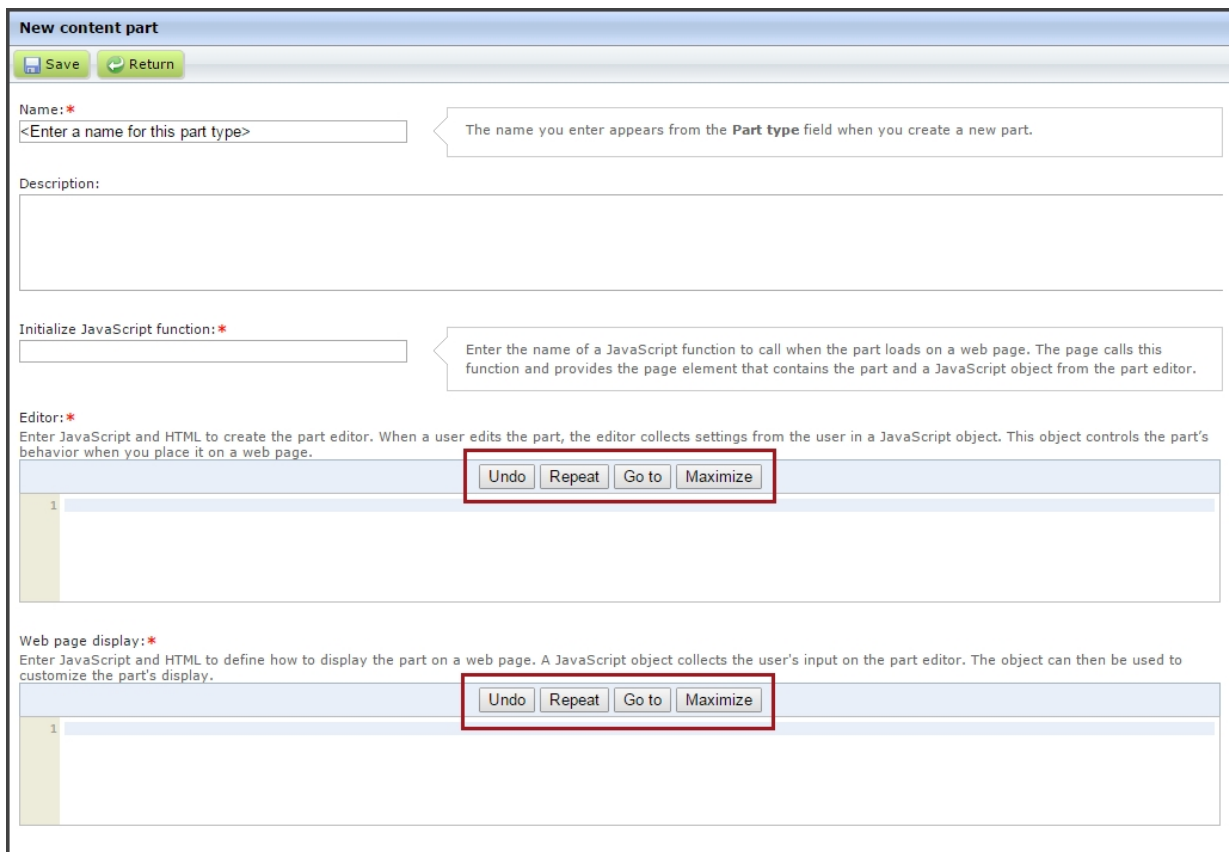 New content part
Save Return
Name:*
<Enter a name for this part type>
The name you enter appears from the Part type field when you create a new part.
Description:
Initialize JavaScript function:*
Enter the name of a JavaScript function to call when the part loads on a web page. The page calls this
function and provides the page element that contains the part and a JavaScript object from the part editor.
Editor:*
Enter JavaScript and HTML to create the part editor. When a user edits the part, the editor collects settings from the user in a JavaScript object. This object controls the part's
behavior when you place it on a web page.
Undo Repeat Go to Maximize
1
Web page display:*
Enter JavaScript and HTML to define how to display the part on a web page. A JavaScript object collects the user's input on the part editor. The object can then be used to
customize the part's display.
Undo Repeat Go to Maximize
1